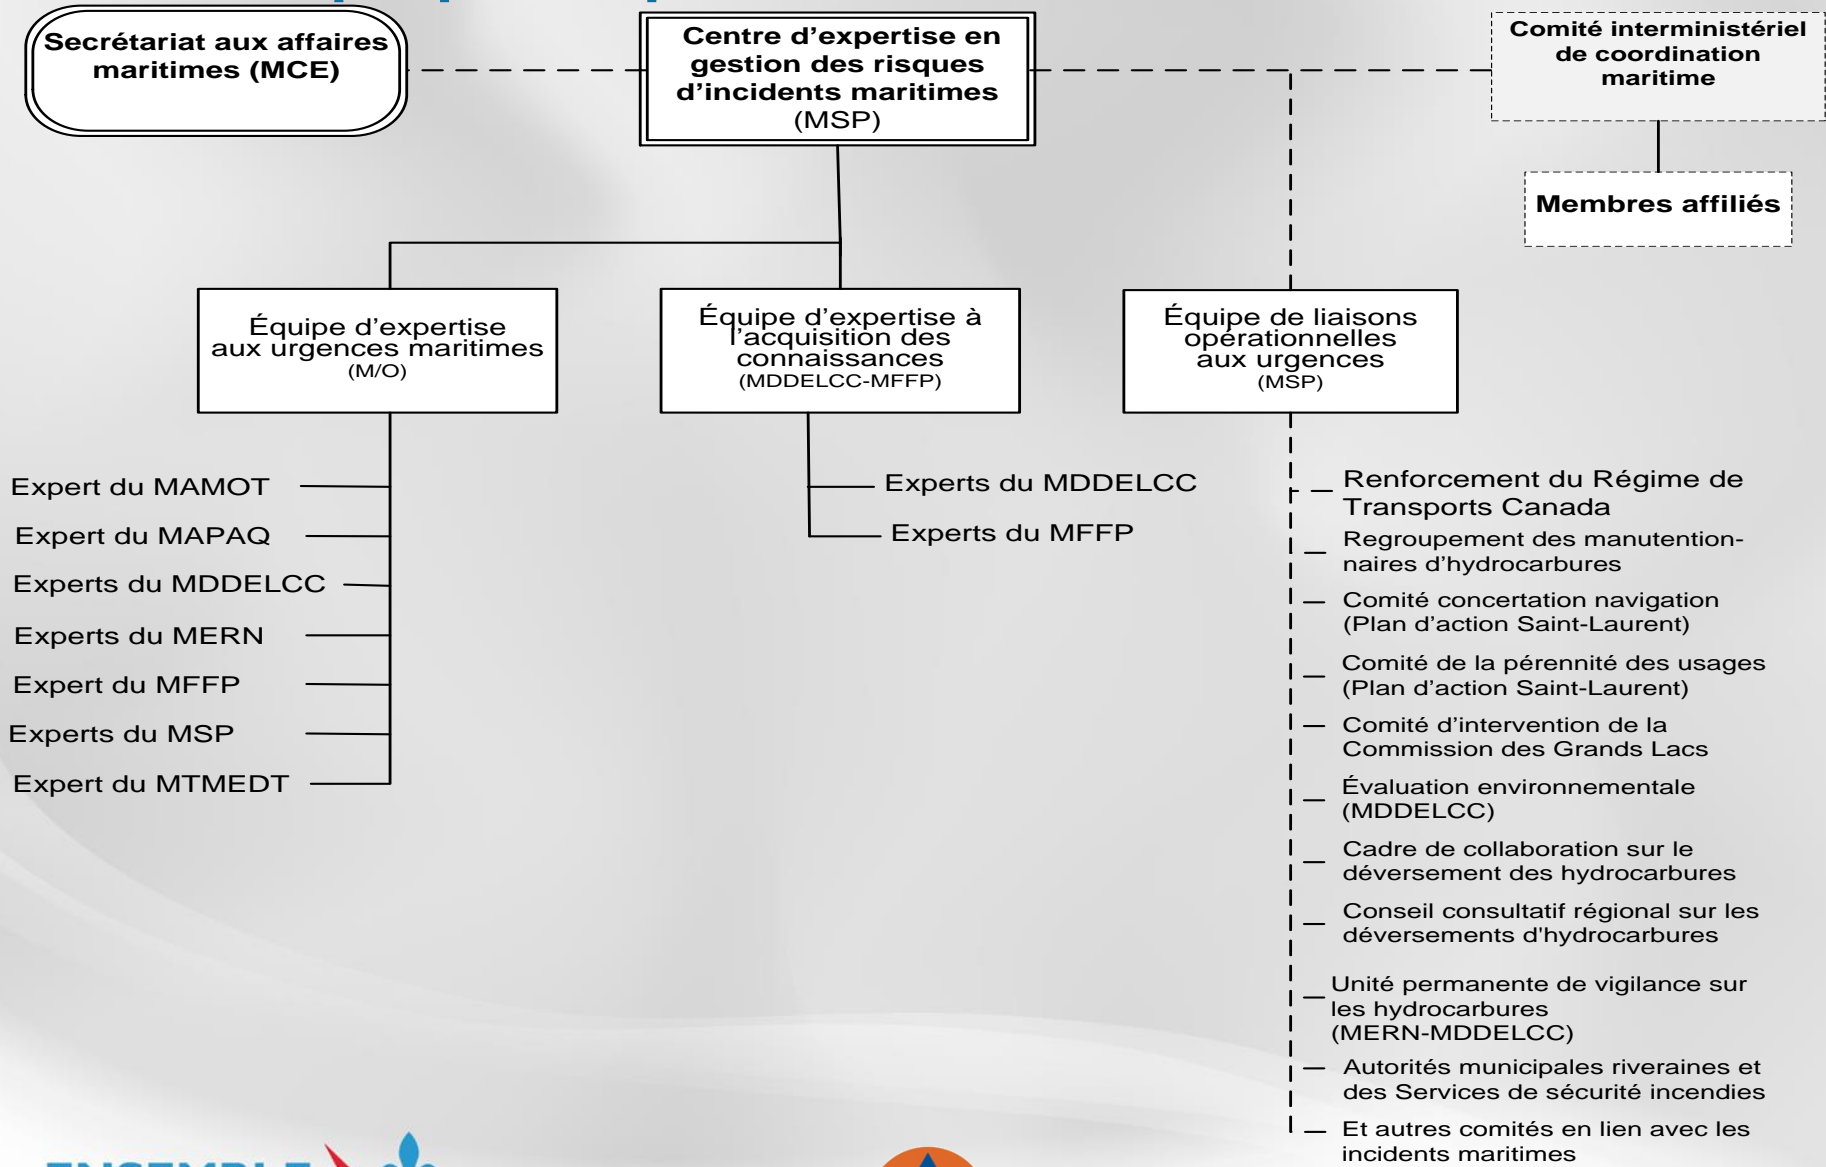 Secrétariat aux affaires
maritimes (MCE)
Centre d'expertise en
gestion des risques
d'incidents maritimes
(MSP)
Comité interministériel
de coordination
maritime
Membres affiliés
Équipe d'expertise
aux urgences maritimes
(M/O)
Équipe d'expertise à
l'acquisition des
connaissances
(MDDELCC-MFFP)
Équipe de liaisons
opérationnelles
aux urgences
(MSP)
Expert du MAMOT
Expert du MAPAQ
Experts du MDDELCC
Experts du MERN
Expert du MFFP
Experts du MSP
Expert du MTMEDT
Experts du MDDELCC
Experts du MFFP
Renforcement du Régime de
Transports Canada
Regroupement des manutention-
naires d'hydrocarbures
Comité concertation navigation
(Plan d'action Saint-Laurent)
Comité de la pérennité des usages
(Plan d'action Saint-Laurent)
Comité d'intervention de la
Commission des Grands Lacs
Évaluation environnementale
(MDDELCC)
Cadre de collaboration sur le
déversement des hydrocarbures
Conseil consultatif régional sur les
déversements d'hydrocarbures
Unité permanente de vigilance sur
les hydrocarbures
(MERN-MDDELCC)
Autorités municipales riveraines et
des Services de sécurité incendies
Et autres comités en lien avec les
incidents maritimes
ENSEMBLE